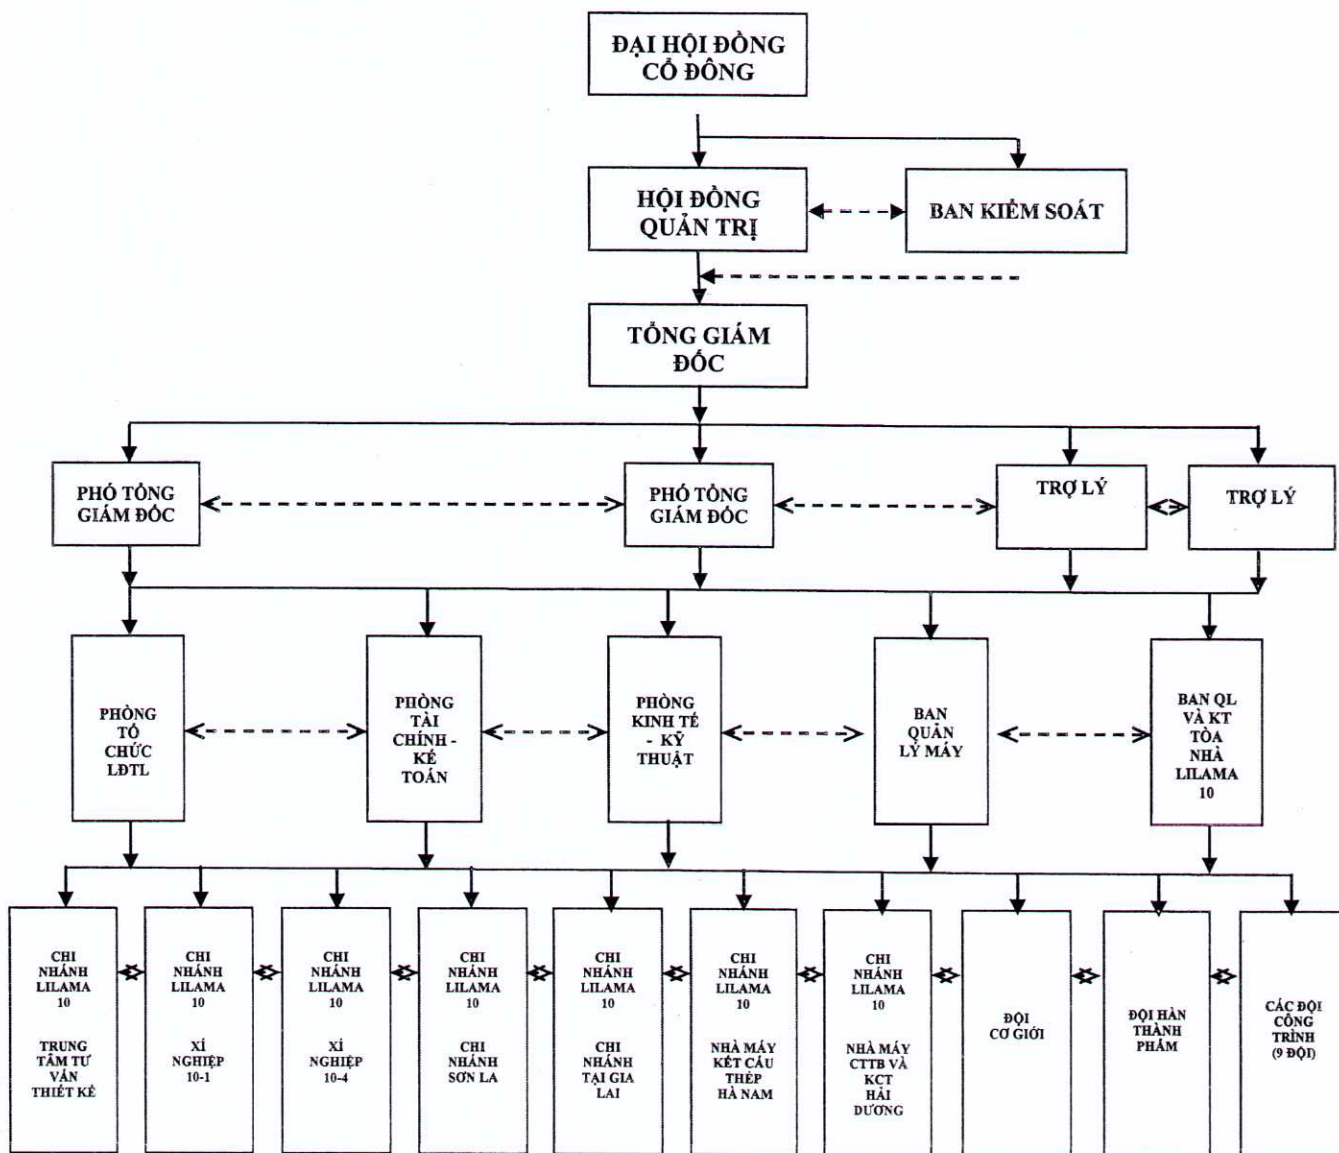 ĐẠI HỘI ĐỒNG
CỔ ĐÔNG
HỘI ĐỒNG
QUẢN TRỊ
BAN KIỂM SOÁT
TỔNG GIÁM
ĐỐC
PHÓ TỔNG
GIÁM ĐỐC
PHÓ TỔNG
GIÁM ĐỐC
TRỢ LÝ
TRỢ LÝ
PHÒNG
TỔ
CHỨC
LĐTL
PHÒNG
TÀI
CHÍNH -
KẾ
TOÁN
PHÒNG
KINH TẾ
- KỸ
THUẬT
BAN
QUẢN
LÝ MÁY
BAN QL
VÀ KT
TÒA
NHÀ
LILAMA
10
CHI
NHÁNH
LILAMA
10
TRUNG
TÂM TƯ
VẤN
THIẾT KẾ
CHI
NHÁNH
LILAMA
10
XÍ
NGHIỆP
10-1
CHI
NHÁNH
LILAMA
10
XÍ
NGHIỆP
10-4
CHI
NHÁNH
LILAMA
10
CHI
NHÁNH
SƠN LA
CHI
NHÁNH
LILAMA
10
CHI
NHÁNH
TẠI GIA
LAI
CHI
NHÁNH
LILAMA
10
NHÀ MÁY
KẾT CẤU
THÉP
HÀ NAM
CHI
NHÁNH
LILAMA
10
NHÀ MÁY
CTTB VÀ
KCT
HẢI
DƯƠNG
ĐỘI
CƠ GIỚI
ĐỘI HÀN
THÀNH
PHẨM
CÁC ĐỘI
CÔNG
TRÌNH
(9 ĐỘI)